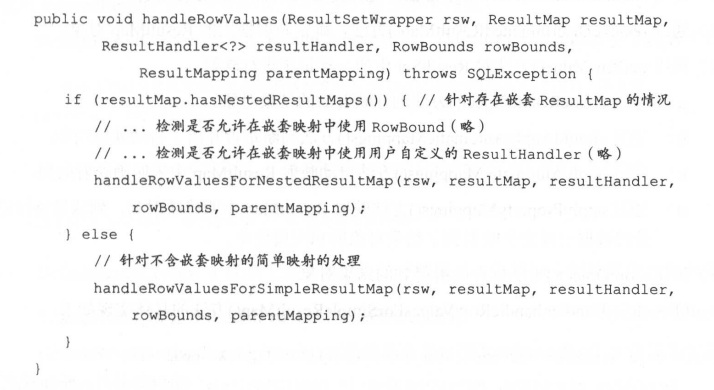 public void handleRowValues(ResultSetWrapper rsw, ResultMap resultMap,
ResultHandler<?> resultHandler, RowBounds rowBounds,
ResultMapping parentMapping) throws SQLException {
if (resultMap.hasNestedResultMaps()) { // 针对存在嵌套 ResultMap 的情况
// ... 检测是否允许在嵌套映射中使用 RowBound（略）
// ... 检测是否允许在嵌套映射中使用用户自定义的 ResultHandler（略）
handleRowValuesForNestedResultMap(rsw, resultMap, resultHandler,
rowBounds, parentMapping);
} else {
// 针对不含嵌套映射的简单映射的处理
handleRowValuesForSimpleResultMap(rsw, resultMap, resultHandler,
rowBounds, parentMapping);
}
}